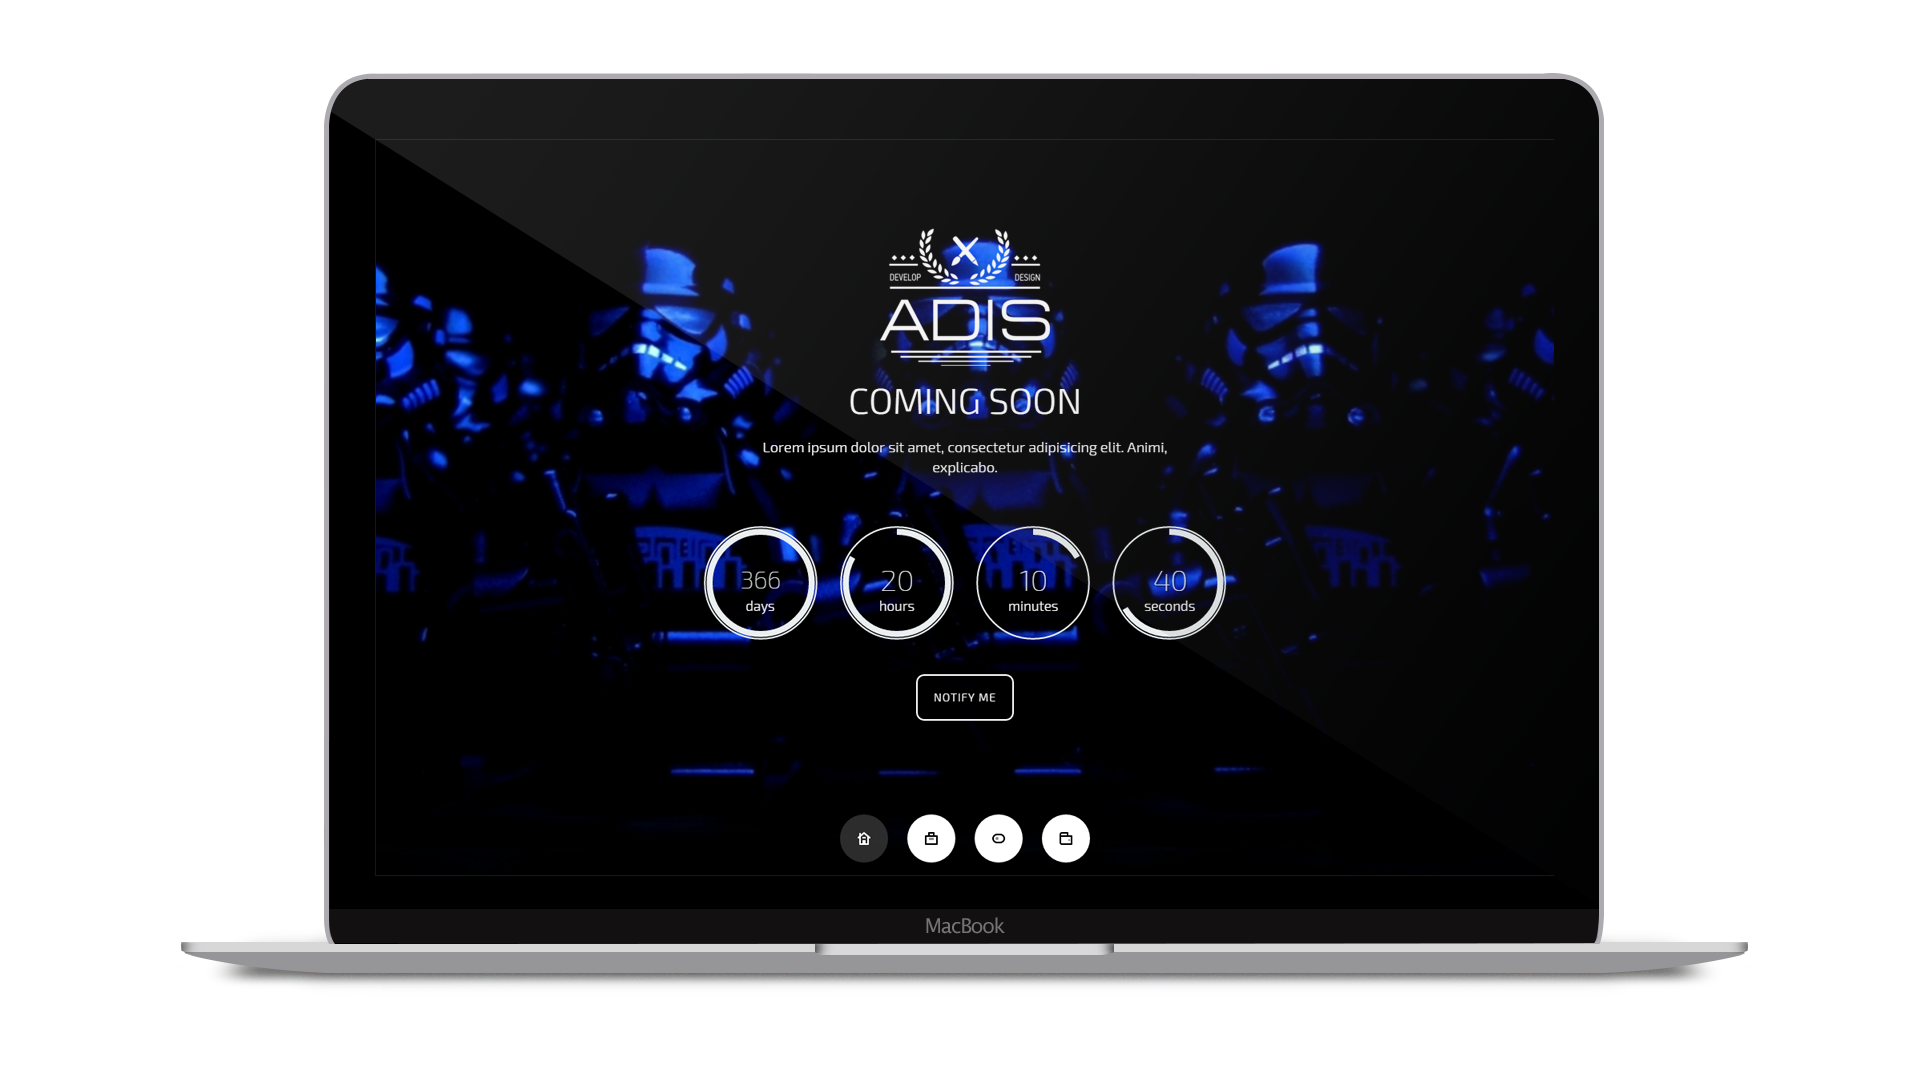 DEVELOP DESIGN
ADIS
COMING SOON
Lorem ipsum dolor sit amet, consectetur adipisicing elit. Animi,
explicabo.
366 20 10 40
days hours minutes seconds
NOTIFY ME
MacBook